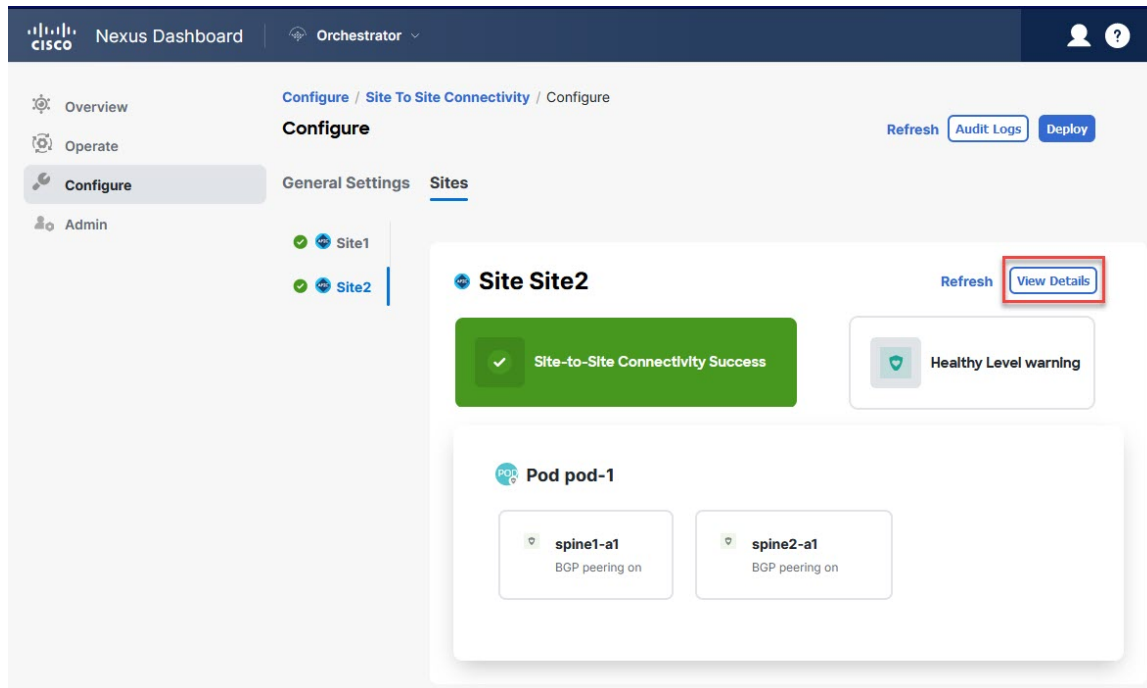 CISCO Nexus Dashboard Orchestrator ?
Overview
Operate
Configure
Admin
Configure / Site To Site Connectivity / Configure
Configure
Refresh Audit Logs Deploy
General Settings Sites
Site1
Site2
Site Site2
Refresh View Details
Site-to-Site Connectivity Success
Healthy Level warning
POD Pod pod-1
spine1-a1
BGP peering on
spine2-a1
BGP peering on